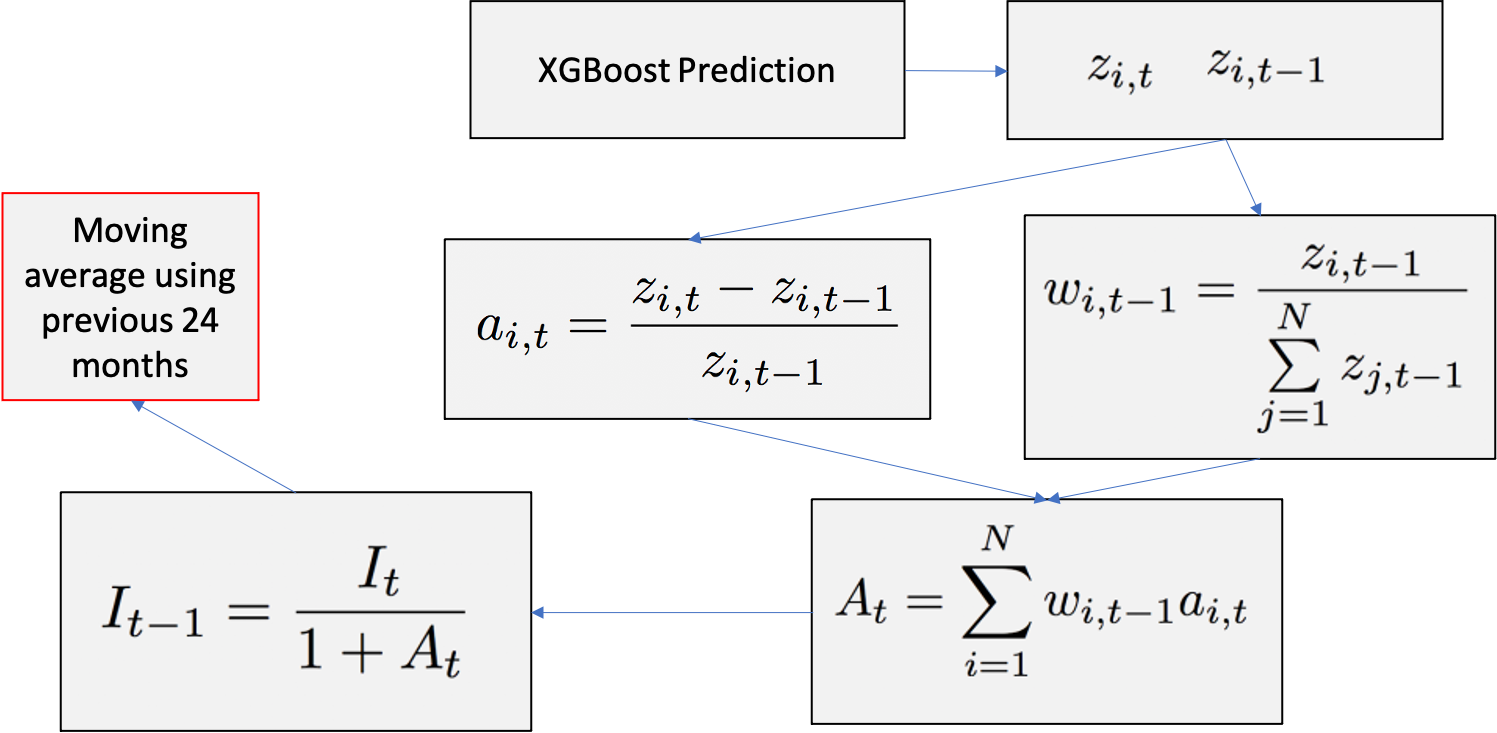 XGBoost Prediction
z_{i,t} z_{i,t-1}
Moving
average using
previous 24
months
a_{i,t} = \frac{z_{i,t} - z_{i,t-1}}{z_{i,t-1}}
w_{i,t-1} = \frac{z_{i,t-1}}{\sum_{j=1}^{N} z_{j,t-1}}
I_{t-1} = \frac{I_t}{1 + A_t}
A_t = \sum_{i=1}^{N} w_{i,t-1} a_{i,t}